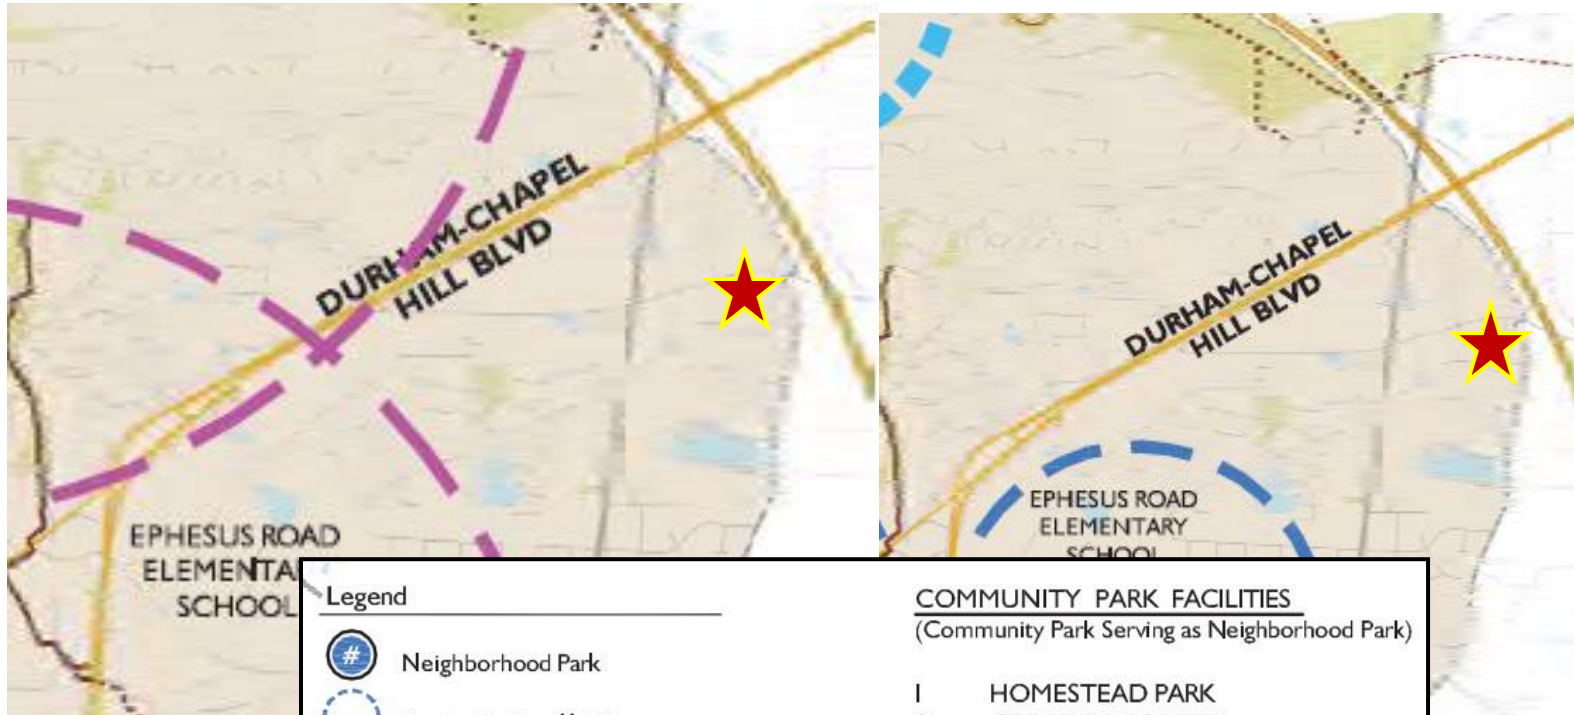 DURHAM-CHAPEL
HILL BLVD
EPHESUS ROAD
SCHOOL
DURHAM-CHAPEL
HILL BLVD
EPHESUS ROAD
ELEMENTARY
SCHOOL
Legend
#
Neighborhood Park
COMMUNITY PARK FACILITIES
(Community Park Serving as Neighborhood Park)
1 HOMESTEAD PARK